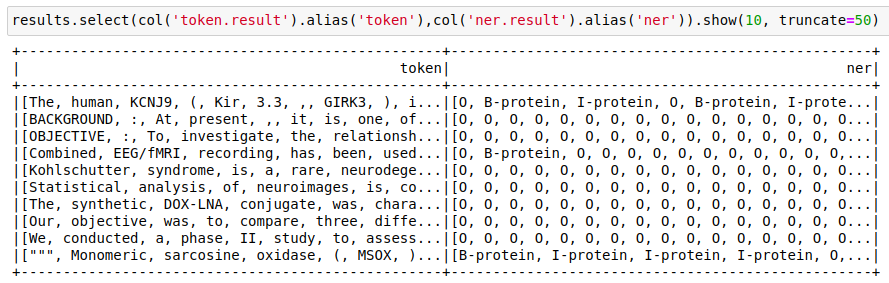 results.select(col('token.result').alias('token'),col('ner.result').alias('ner')).show(10, truncate=50)
+--------------------------------------------------+--------------------------------------------------+
|                                             token|                                               ner|
+--------------------------------------------------+--------------------------------------------------+
|[The, human, KCNJ9, (, Kir, 3.3, ,, GIRK3, ), i...|[O, B-protein, I-protein, O, B-protein, I-prote...|
|[BACKGROUND, :, At, present, ,, it, is, one, of...|[O, O, O, O, O, O, O, O, O, O, O, O, O, O, O, O...|
|[OBJECTIVE, :, To, investigate, the, relationsh...|[O, O, O, O, O, O, O, O, O, O, O, O, O, O, O, O...|
|[Combined, EEG/fMRI, recording, has, been, used...|[O, B-protein, O, O, O, O, O, O, O, O, O, O, O,...|
|[Kohlschutter, syndrome, is, a, rare, neurodege...|[O, O, O, O, O, O, O, O, O, O, O, O, O, O, O, O...|
|[Statistical, analysis, of, neuroimages, is, co...|[O, O, O, O, O, O, O, O, O, O, O, O, O, O, O, O...|
|[The, synthetic, DOX-LNA, conjugate, was, chara...|[O, O, O, O, O, O, O, O, O, O, O, O, O, O, O, O...|
|[Our, objective, was, to, compare, three, diffe...|[O, O, O, O, O, O, O, O, O, O, O, O, O, O, O, O...|
|[We, conducted, a, phase, II, study, to, assess...|[O, O, O, O, O, O, O, O, O, O, O, O, O, O, O, O...|
|[""", Monomeric, sarcosine, oxidase, (, MSOX, )...|[B-protein, I-protein, I-protein, I-protein, O,...|
+--------------------------------------------------+--------------------------------------------------+